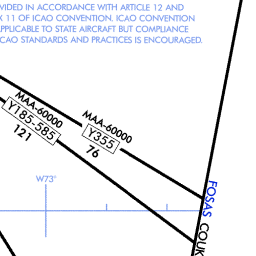 VIDED IN ACCORDANCE WITH ARTICLE 12 AND
X 11 OF ICAO CONVENTION. ICAO CONVENTION
APPLICABLE TO STATE AIRCRAFT BUT COMPLIANCE
ICAO STANDARDS AND PRACTICES IS ENCOURAGED.
MAA-60000
Y185-585
121
MAA-60000
Y355
76
W73°
FOSAS
COUK